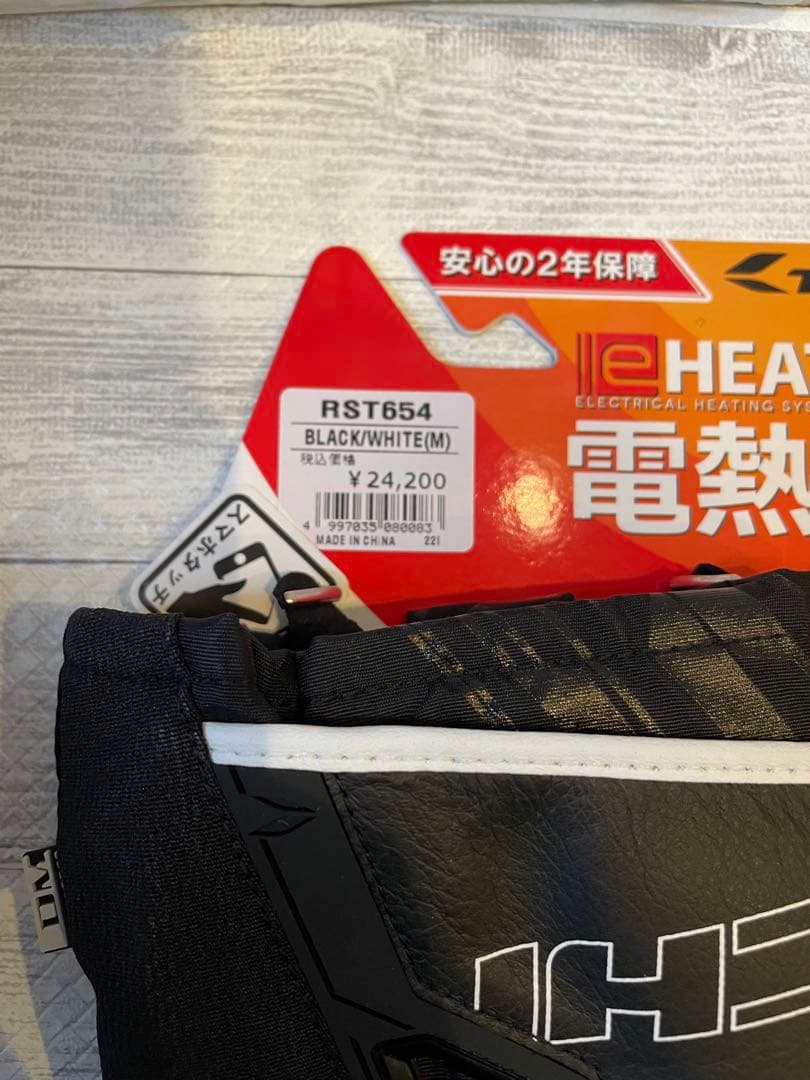 安心の2年保障
e HEA
ELECTRICAL HEATING SYS
電熱
RST654
BLACK/WHITE(M)
税込価格
¥24,200
4 997035 080083
MADE IN CHINA 22I
スマホタッチ